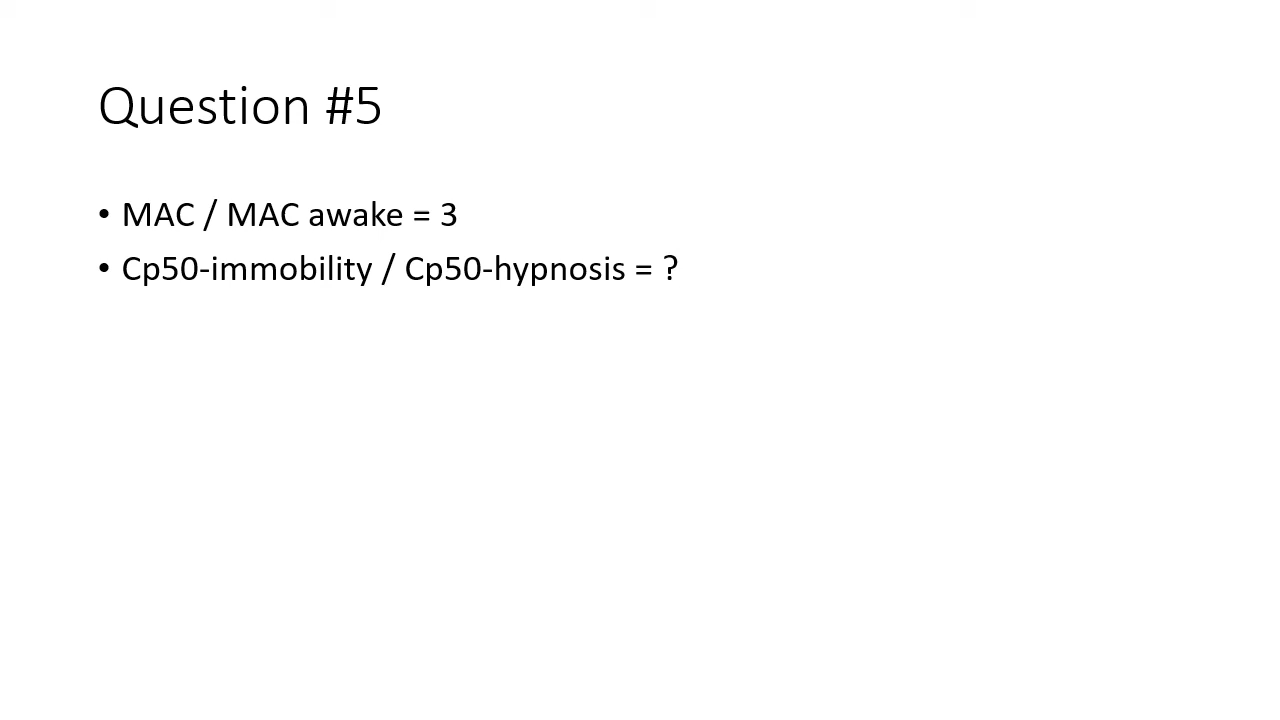 Question #5
• MAC / MAC awake = 3
• Cp50-immobility / Cp50-hypnosis = ?